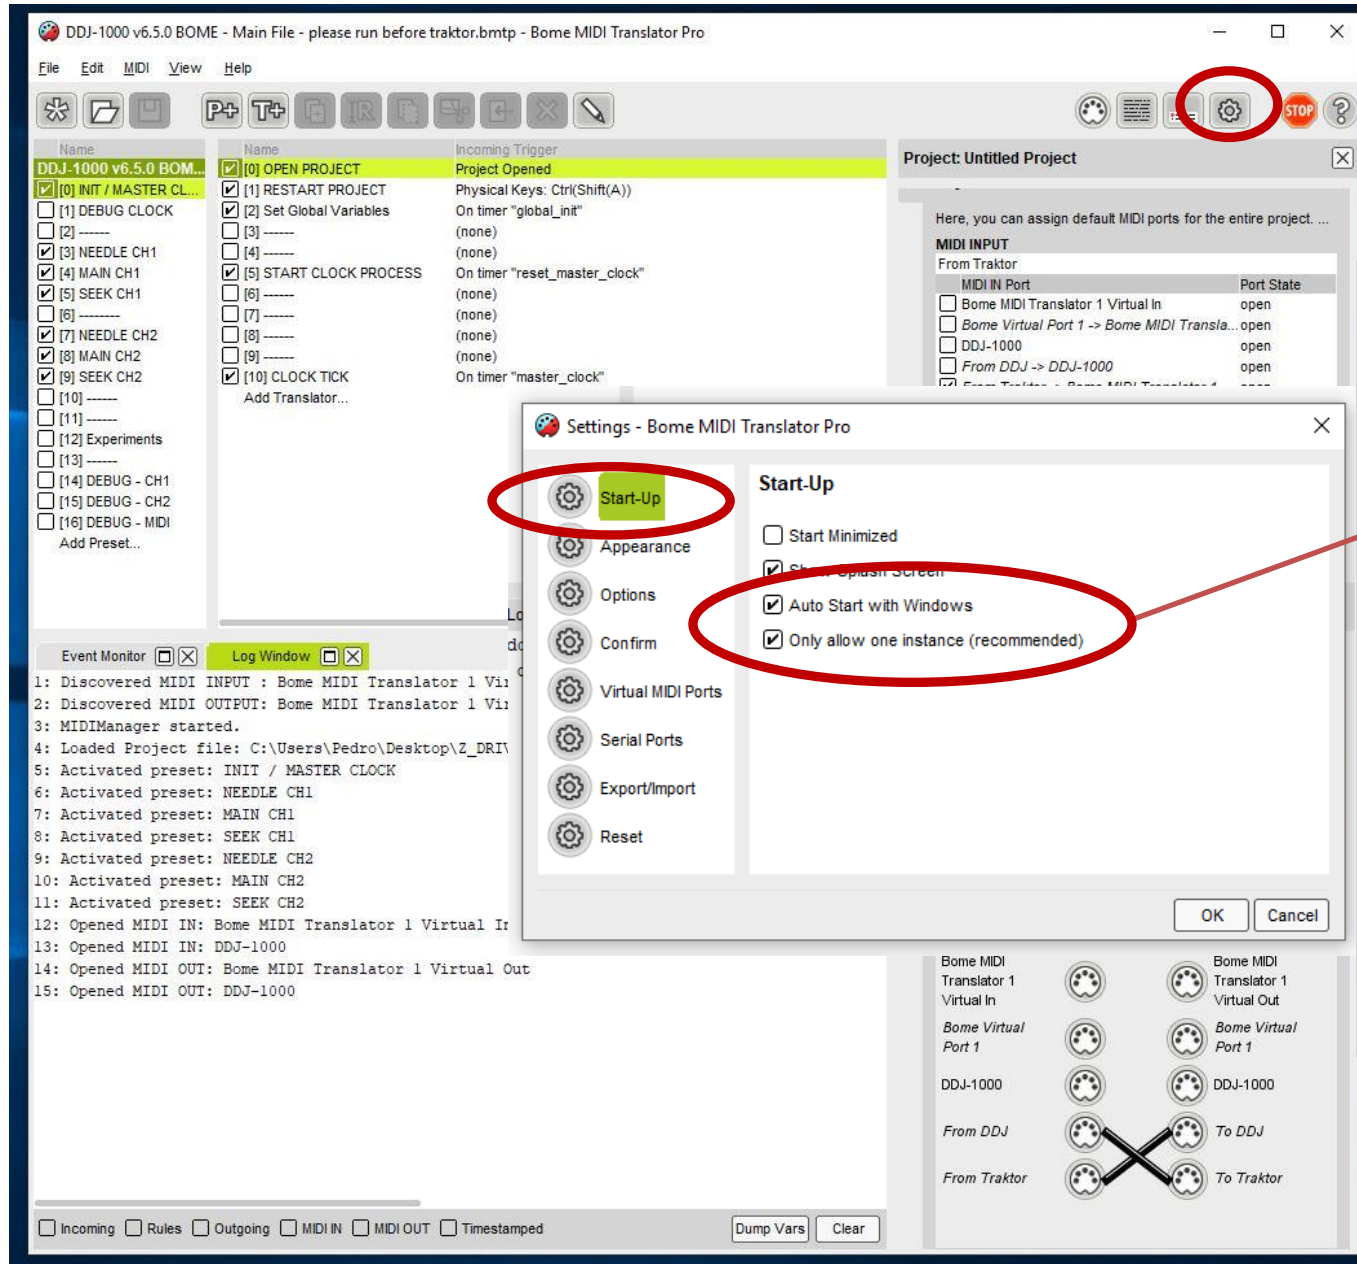 DDJ-1000 v6.5.0 BOME - Main File - please run before traktor.bmtp - Bome MIDI Translator Pro
File Edit MIDI View Help
P+ T+ IR STOP ?
Name
DDJ-1000 v6.5.0 BOM...
[0] INIT / MASTER CL...
[1] DEBUG CLOCK
[2] ------
[3] NEEDLE CH1
[4] MAIN CH1
[5] SEEK CH1
[6] --------
[7] NEEDLE CH2
[8] MAIN CH2
[9] SEEK CH2
[10] ------
[11] ------
[12] Experiments
[13] ------
[14] DEBUG - CH1
[15] DEBUG - CH2
[16] DEBUG - MIDI
Add Preset...
Name Incoming Trigger
[0] OPEN PROJECT Project Opened
[1] RESTART PROJECT Physical Keys: Ctrl(Shift(A))
[2] Set Global Variables On timer "global_init"
[3] ------ (none)
[4] ------ (none)
[5] START CLOCK PROCESS On timer "reset_master_clock"
[6] ------ (none)
[7] ------ (none)
[8] ------ (none)
[9] ------ (none)
[10] CLOCK TICK On timer "master_clock"
Add Translator...
Project: Untitled Project
Here, you can assign default MIDI ports for the entire project. ...
MIDI INPUT
From Traktor
MIDI IN Port Port State
Bome MIDI Translator 1 Virtual In open
Bome Virtual Port 1 -> Bome MIDI Transla... open
DDJ-1000 open
From DDJ -> DDJ-1000 open
From Traktor -> Bome MIDI Translator 1
Settings - Bome MIDI Translator Pro
Start-Up
Appearance
Options
Confirm
Virtual MIDI Ports
Serial Ports
Export/Import
Reset
Start-Up
Start Minimized
Show Splash Screen
Auto Start with Windows
Only allow one instance (recommended)
OK Cancel
Event Monitor Log Window
1: Discovered MIDI INPUT : Bome MIDI Translator 1 Vir
2: Discovered MIDI OUTPUT: Bome MIDI Translator 1 Vir
3: MIDIManager started.
4: Loaded Project file: C:\Users\Pedro\Desktop\Z_DRIV
5: Activated preset: INIT / MASTER CLOCK
6: Activated preset: NEEDLE CH1
7: Activated preset: MAIN CH1
8: Activated preset: SEEK CH1
9: Activated preset: NEEDLE CH2
10: Activated preset: MAIN CH2
11: Activated preset: SEEK CH2
12: Opened MIDI IN: Bome MIDI Translator 1 Virtual In
13: Opened MIDI IN: DDJ-1000
14: Opened MIDI OUT: Bome MIDI Translator 1 Virtual Out
15: Opened MIDI OUT: DDJ-1000
Incoming Rules Outgoing MIDI IN MIDI OUT Timestamped Dump Vars Clear
Bome MIDI Bome MIDI
Translator 1 Translator 1
Virtual In Virtual Out
Bome Virtual Bome Virtual
Port 1 Port 1
DDJ-1000 DDJ-1000
From DDJ To DDJ
From Traktor To Traktor